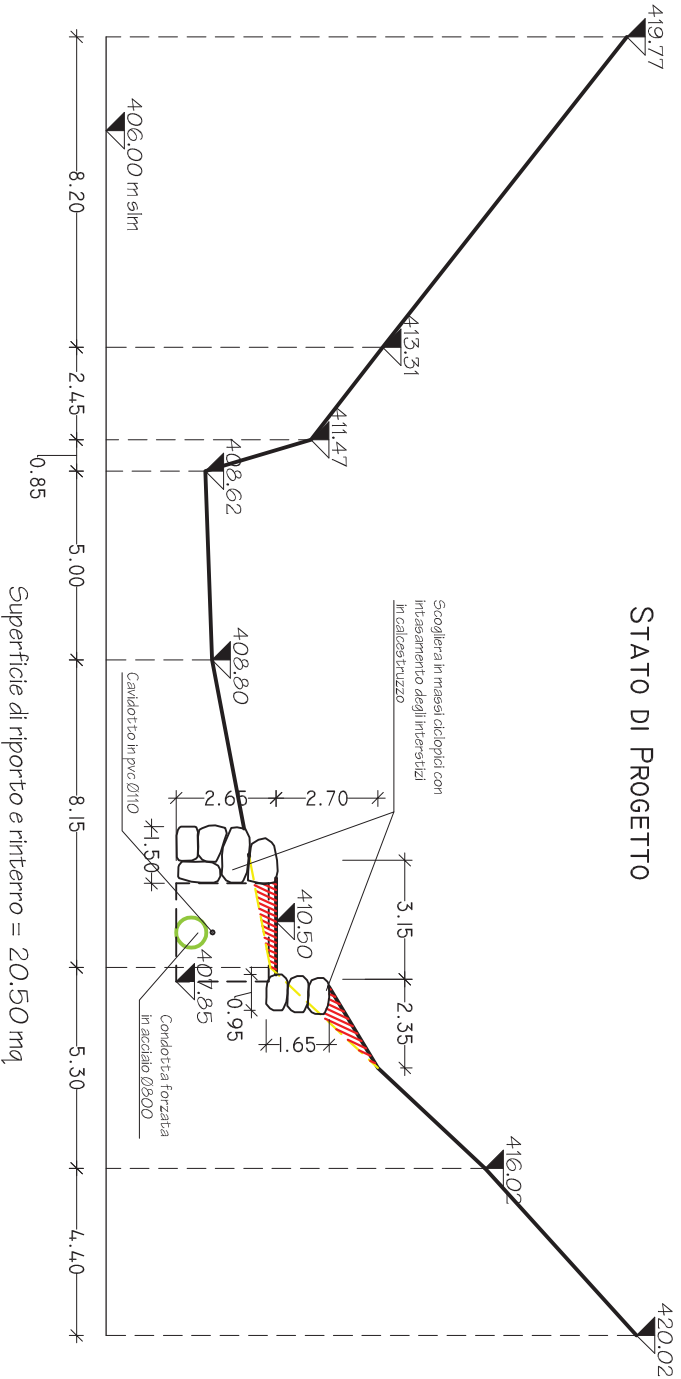 STATO DI PROGETTO
419.77
413.31
411.47
408.62
408.80
410.50
407.85
416.02
420.02
406.00 m slm
Scogliera in massi ciclopici con
intasamento degli interstizi
in calcestruzzo
2.65
2.70
3.15
2.35
1.50
0.95
1.65
Cavidotto in pvc Ø110
Condotta forzata
in acciaio Ø800
8.20
2.45
0.85
5.00
8.15
5.30
4.40
Superficie di riporto e rinterro = 20.50 mq